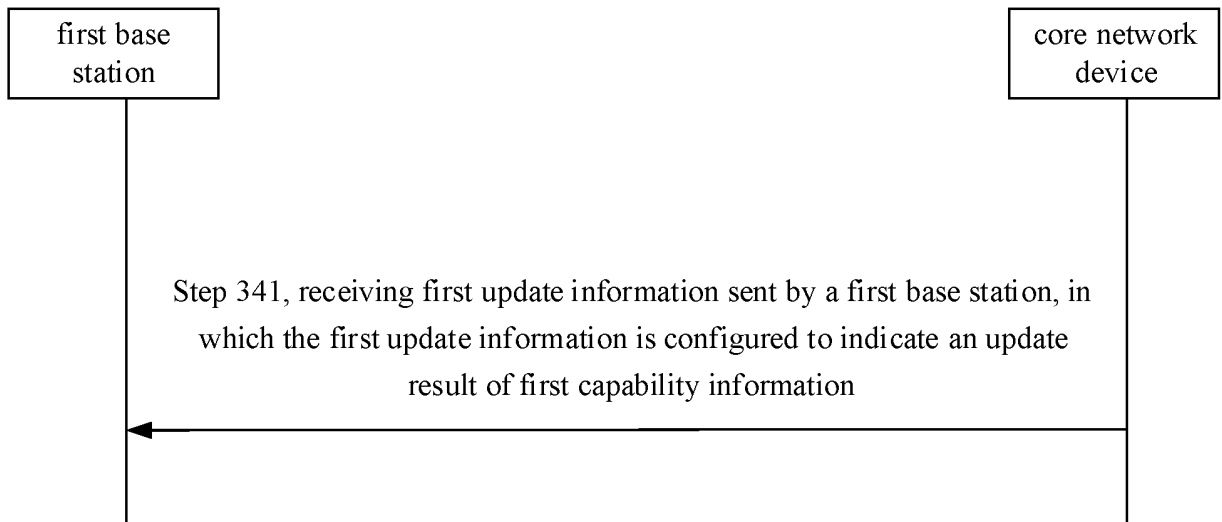 first base
station
core network
device
Step 341, receiving first update information sent by a first base station, in
which the first update information is configured to indicate an update
result of first capability information